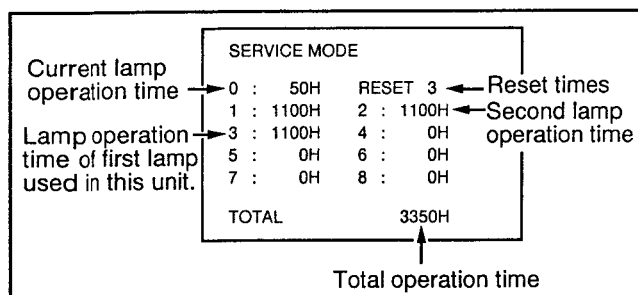 SERVICE MODE
Current lamp
operation time
0 : 50H RESET 3
Reset times
1 : 1100H 2 : 1100H
Second lamp
operation time
Lamp operation
time of first lamp
used in this unit.
3 : 1100H 4 : 0H
5 : 0H 6 : 0H
7 : 0H 8 : 0H
TOTAL 3350H
Total operation time